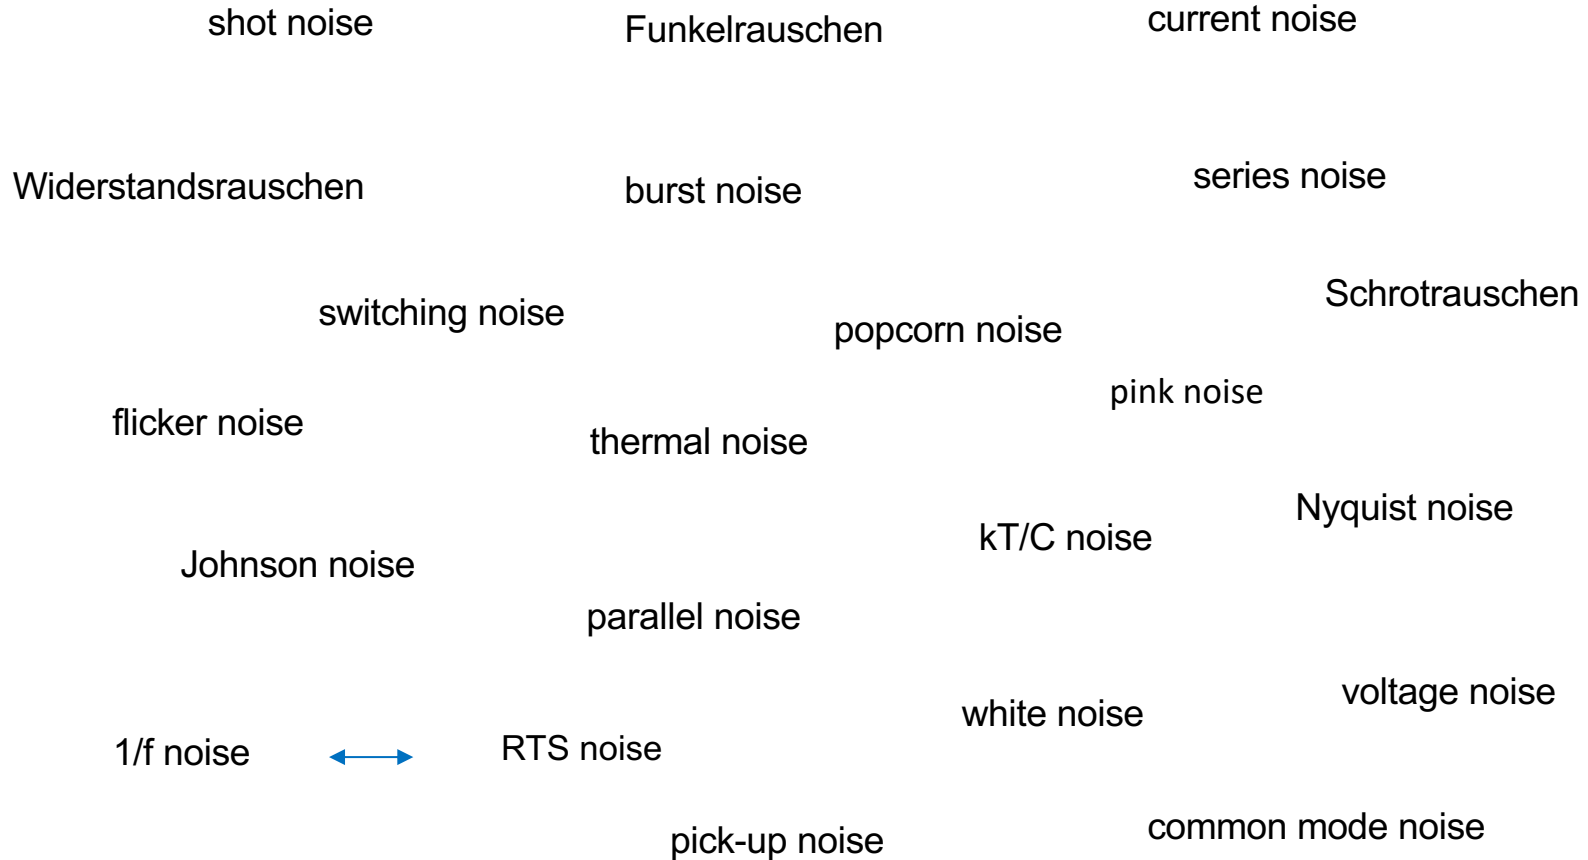 shot noise
Funkelrauschen
current noise
Widerstandsrauschen
burst noise
series noise
switching noise
popcorn noise
Schrotrauschen
flicker noise
thermal noise
pink noise
Johnson noise
kT/C noise
Nyquist noise
parallel noise
1/f noise
RTS noise
white noise
voltage noise
pick-up noise
common mode noise